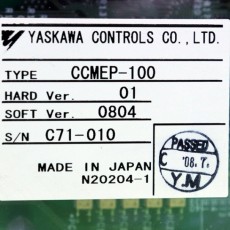 YASKAWA CONTROLS CO., LTD.
TYPE CCMEP-100
HARD Ver. 01
SOFT Ver. 0804
S/N C71-010
PASSED
C '08.7.
Y.M
MADE IN JAPAN
N20204-1